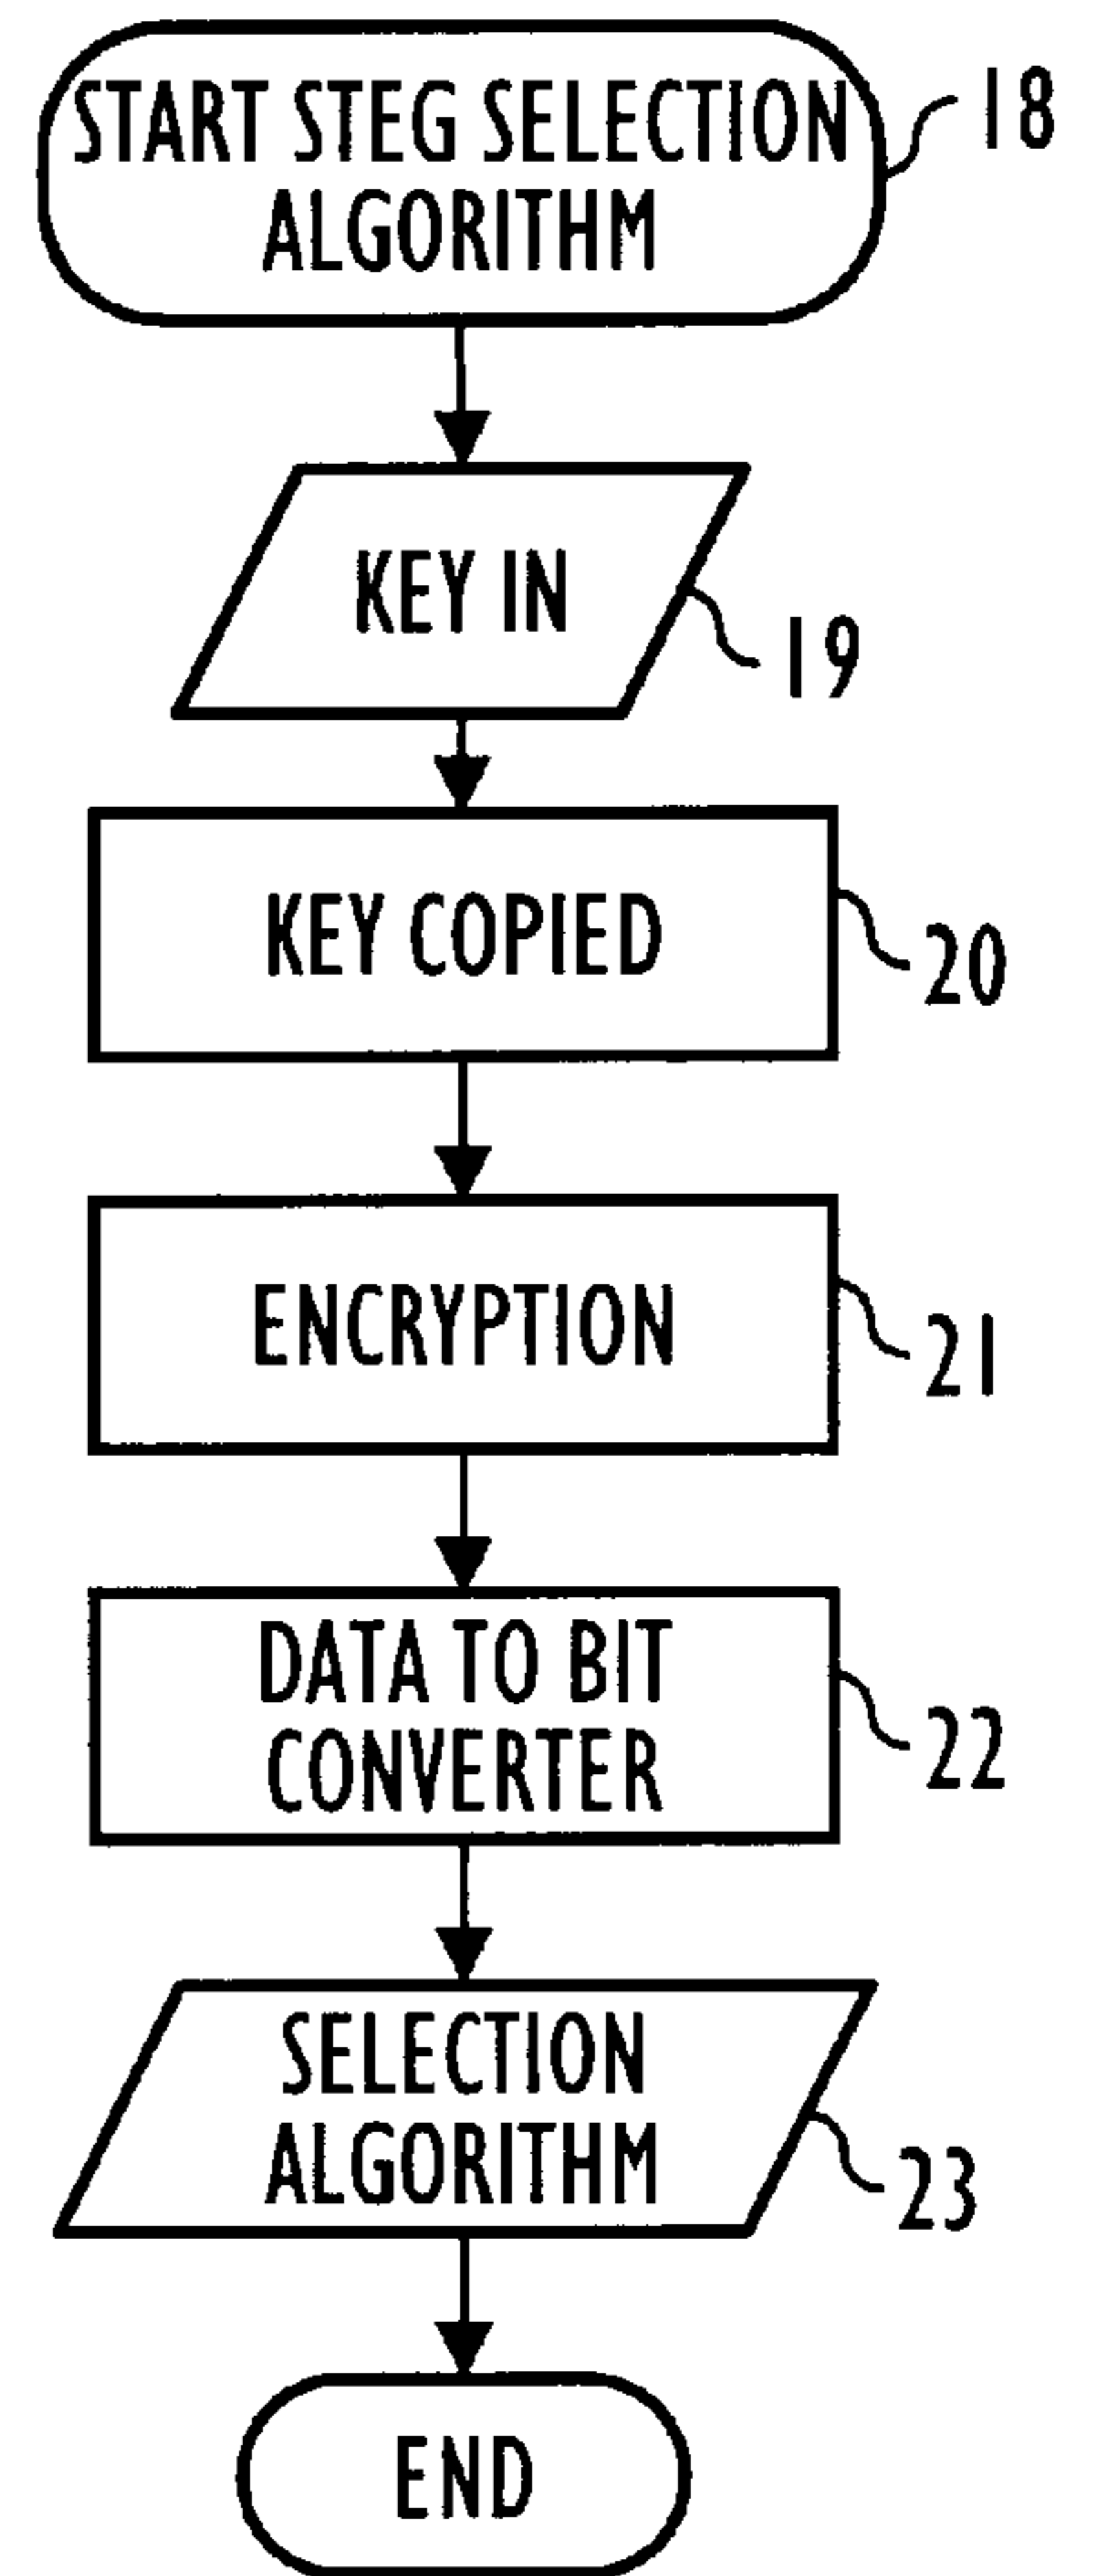 START STEG SELECTION
ALGORITHM
18
KEY IN
19
KEY COPIED
20
ENCRYPTION
21
DATA TO BIT
CONVERTER
22
SELECTION
ALGORITHM
23
END